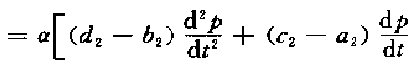 = α[(d₂ − b₂) d²p/dt² + (c₂ − a₂) dp/dt